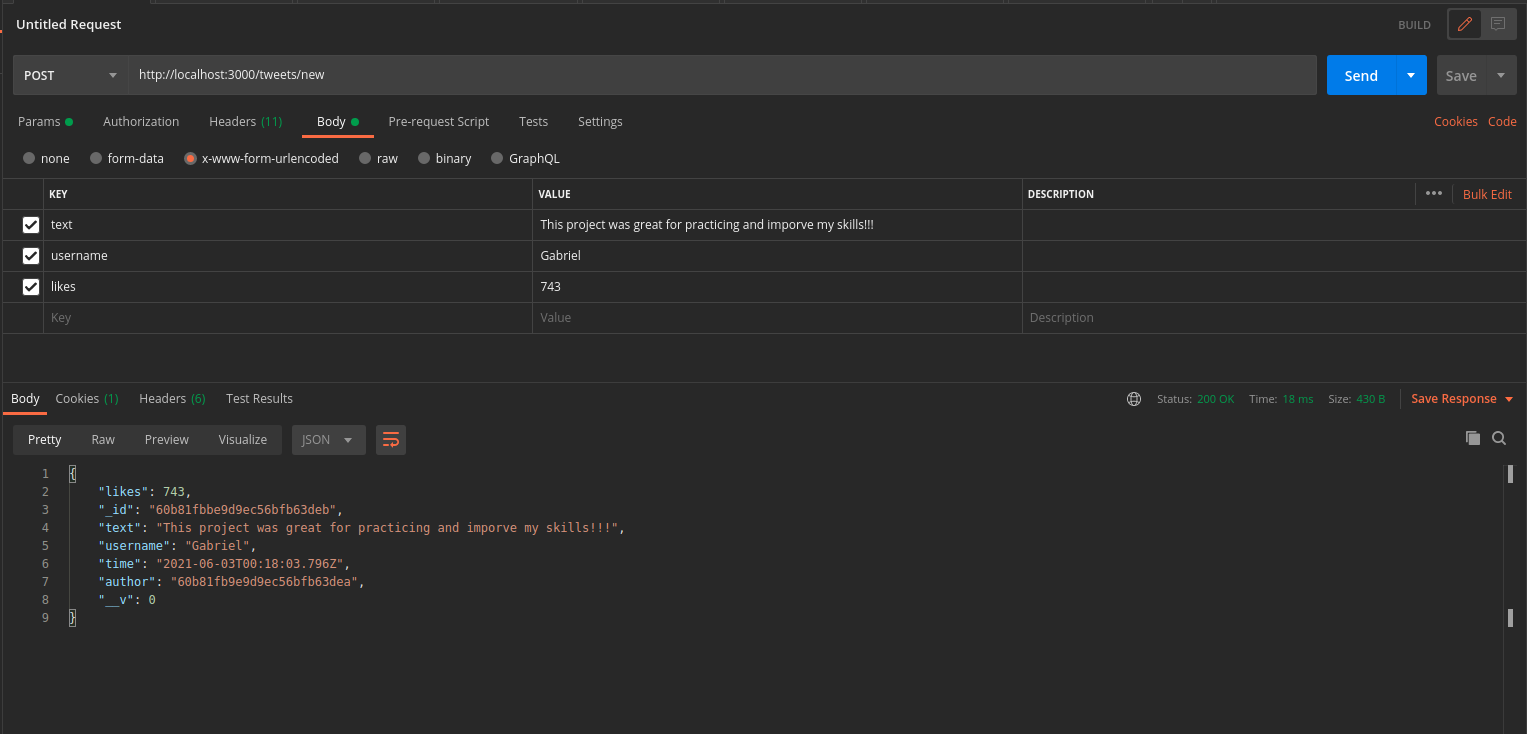 Untitled Request BUILD
POST http://localhost:3000/tweets/new Send Save
Params Authorization Headers (11) Body Pre-request Script Tests Settings Cookies Code
none form-data x-www-form-urlencoded raw binary GraphQL
KEY VALUE DESCRIPTION ••• Bulk Edit
text This project was great for practicing and imporve my skills!!!
username Gabriel
likes 743
Key Value Description
Body Cookies (1) Headers (6) Test Results Status: 200 OK Time: 18 ms Size: 430 B Save Response
Pretty Raw Preview Visualize JSON
1 {
2 "likes": 743,
3 "_id": "60b81fbbe9d9ec56bfb63deb",
4 "text": "This project was great for practicing and imporve my skills!!!",
5 "username": "Gabriel",
6 "time": "2021-06-03T00:18:03.796Z",
7 "author": "60b81fb9e9d9ec56bfb63dea",
8 "__v": 0
9 }